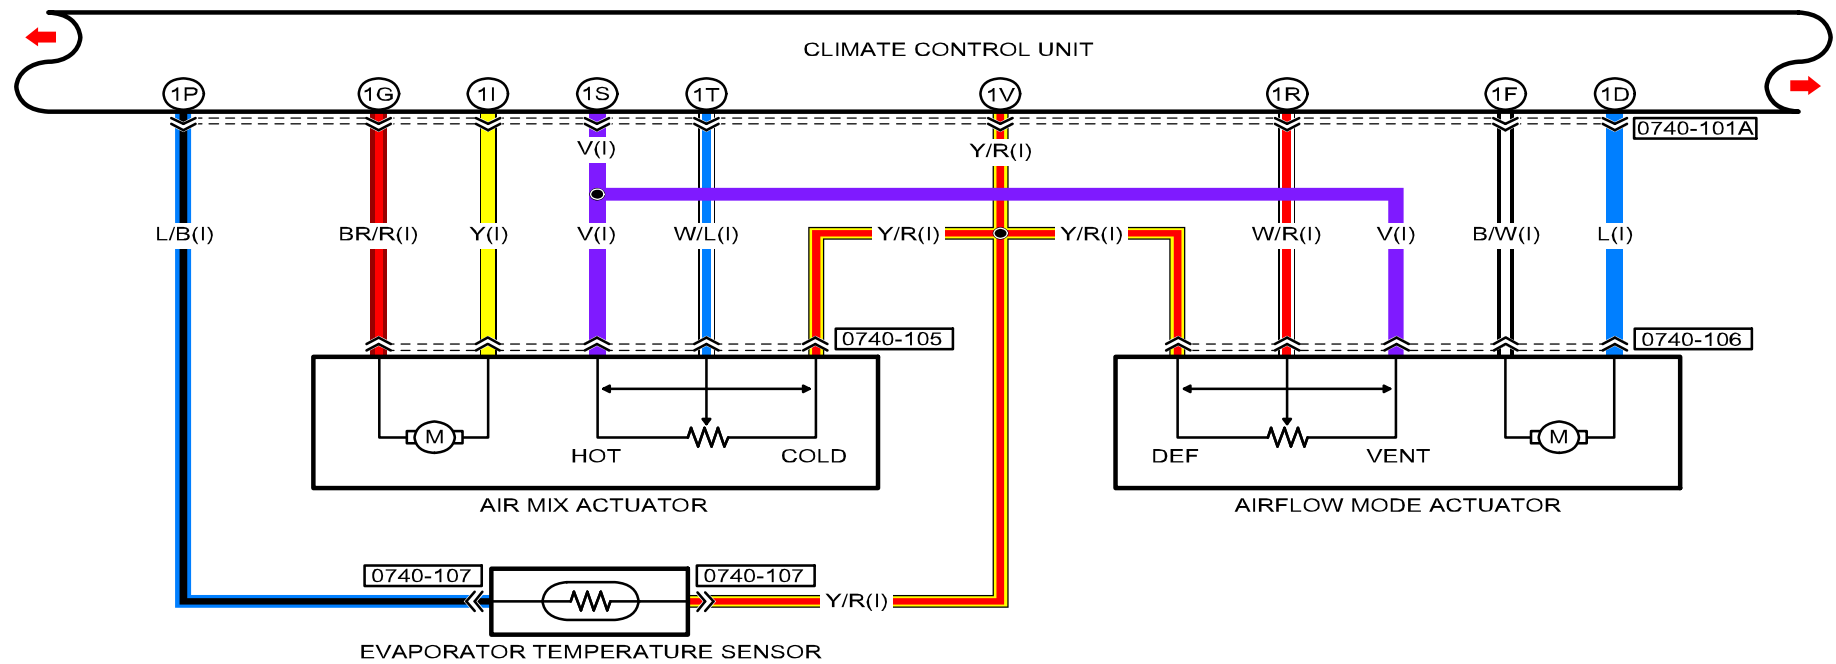 CLIMATE CONTROL UNIT
1P 1G 1I 1S 1T 1V 1R 1F 1D
0740-101A
V(I) Y/R(I)
L/B(I) BR/R(I) Y(I) V(I) W/L(I) Y/R(I) Y/R(I) W/R(I) V(I) B/W(I) L(I)
0740-105 0740-106
M M
HOT COLD DEF VENT
AIR MIX ACTUATOR AIRFLOW MODE ACTUATOR
0740-107 0740-107
Y/R(I)
EVAPORATOR TEMPERATURE SENSOR